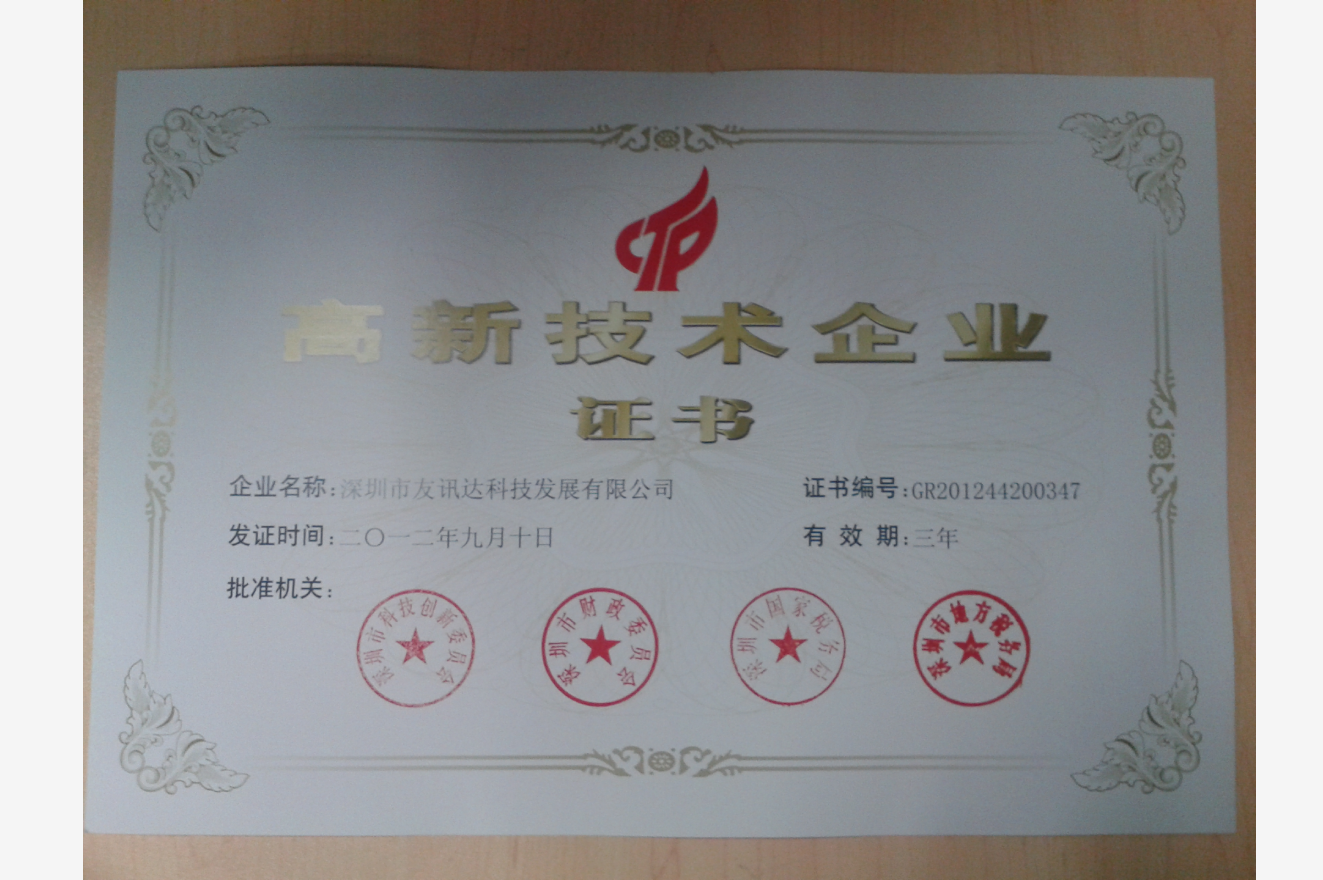 CTP
高新技术企业
证书
企业名称:深圳市友讯达科技发展有限公司 证书编号:GR201244200347
发证时间:二〇一二年九月十日 有效期:三年
批准机关:
深圳市科技创新委员会
深圳市财政委员会
深圳市国家税务局
深圳市地方税务局